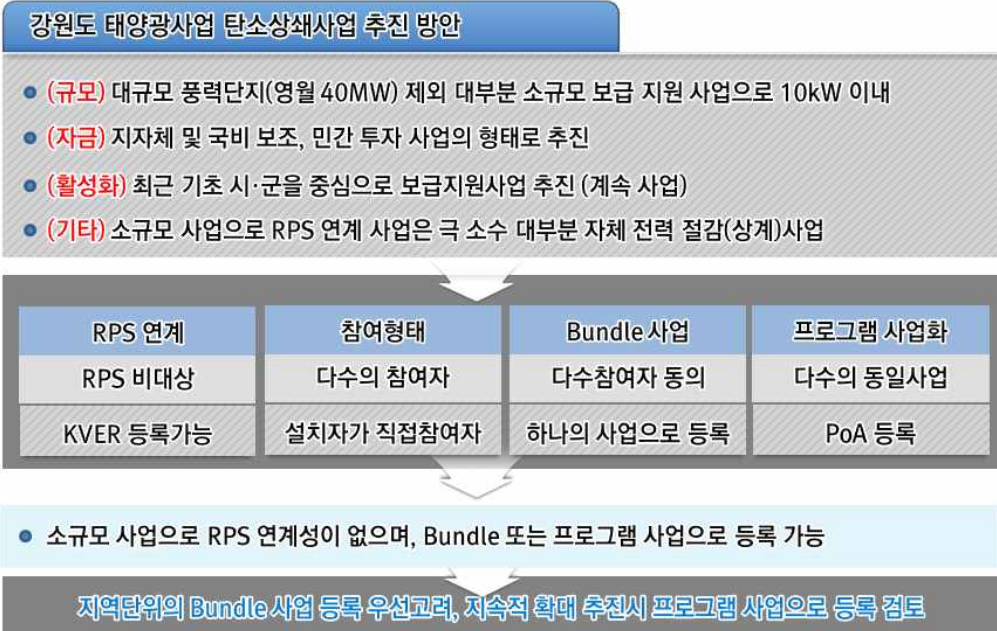 강원도 태양광사업 탄소상쇄사업 추진 방안
(규모) 대규모 풍력단지(영월 40MW) 제외 대부분 소규모 보급 지원 사업으로 10kW 이내
(자금) 지자체 및 국비 보조, 민간 투자 사업의 형태로 추진
(활성화) 최근 기초 시·군을 중심으로 보급지원사업 추진 (계속 사업)
(기타) 소규모 사업으로 RPS 연계 사업은 극 소수 대부분 자체 전력 절감(상계)사업
RPS 연계 참여형태 Bundle 사업 프로그램 사업화
RPS 비대상 다수의 참여자 다수참여자 동의 다수의 동일사업
KVER 등록가능 설치자가 직접참여자 하나의 사업으로 등록 PoA 등록
소규모 사업으로 RPS 연계성이 없으며, Bundle 또는 프로그램 사업으로 등록 가능
지역단위의 Bundle 사업 등록 우선고려, 지속적 확대 추진시 프로그램 사업으로 등록 검토